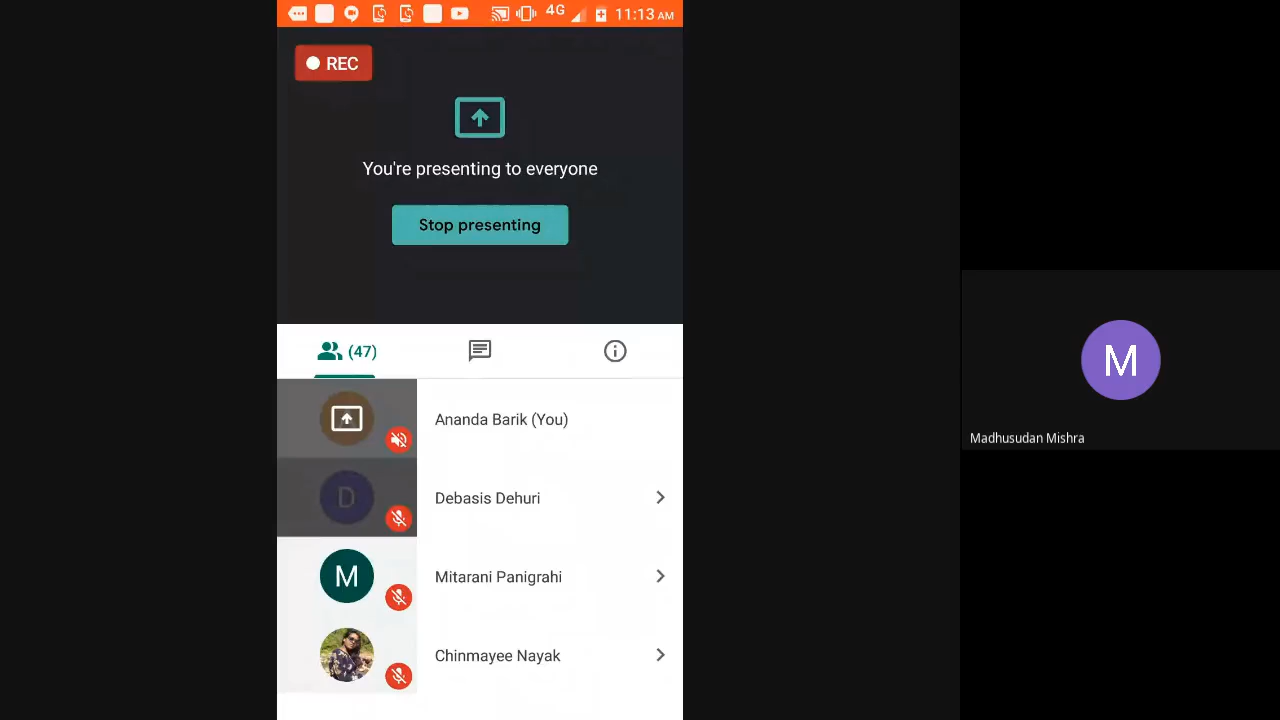 4G 11:13 AM
REC
You're presenting to everyone
Stop presenting
(47)
Ananda Barik (You)
D
Debasis Dehuri
M
Mitarani Panigrahi
Chinmayee Nayak
M
Madhusudan Mishra